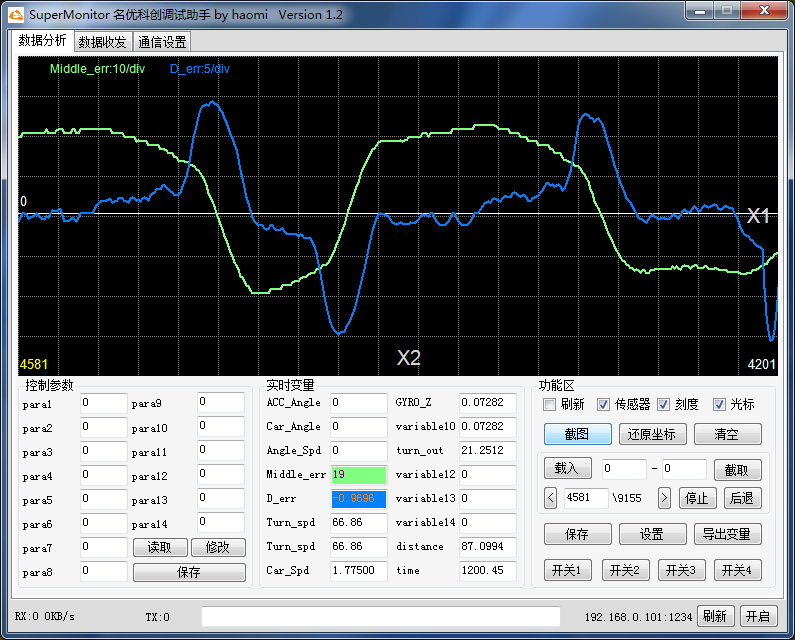 SuperMonitor 名优科创调试助手 by haomi Version 1.2
数据分析 数据收发 通信设置
Middle_err:10/div D_err:5/div
0
X1
X2
4581 4201
控制参数
para1 0 para9 0
para2 0 para10 0
para3 0 para11 0
para4 0 para12 0
para5 0 para13 0
para6 0 para14 0
para7 0 读取 修改
para8 0 保存
实时变量
ACC_Angle 0 GYRO_Z 0.07282
Car_Angle 0 variable10 0.07282
Angle_Spd 0 turn_out 21.2512
Middle_err 19 variable12 0
D_err -0.9696 variable13 0
Turn_spd 66.86 variable14 0
Turn_spd 66.86 distance 87.0994
Car_Spd 1.77500 time 1200.45
功能区
刷新 传感器 刻度 光标
截图 还原坐标 清空
载入 0 - 0 截取
< 4581 \9155 > 停止 后退
保存 设置 导出变量
开关1 开关2 开关3 开关4
RX:0 0KB/s TX:0 192.168.0.101:1234 刷新 开启